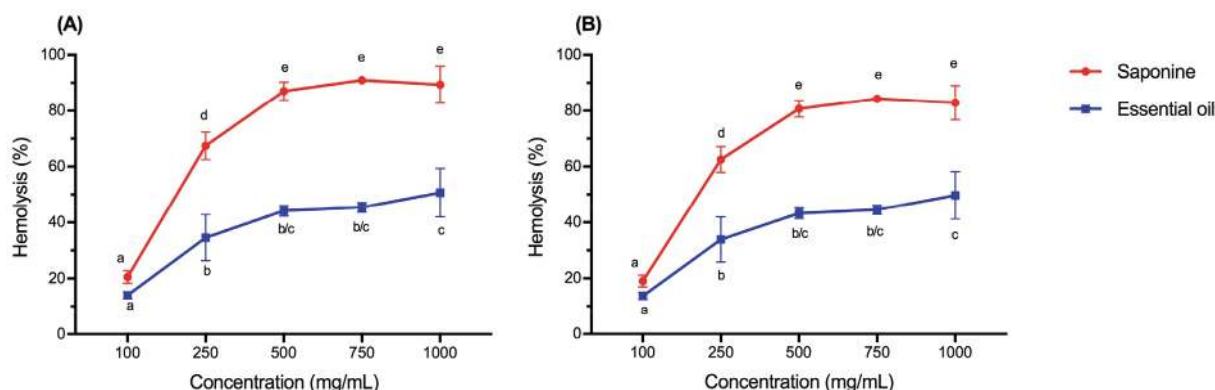 (A)
Hemolysis (%)
100
80
60
40
20
0
a
d
e
e
e
a
b
b/c
b/c
c
100 250 500 750 1000
Concentration (mg/mL)
(B)
Hemolysis (%)
100
80
60
40
20
0
a
d
e
e
e
a
b
b/c
b/c
c
100 250 500 750 1000
Concentration (mg/mL)
Saponine
Essential oil